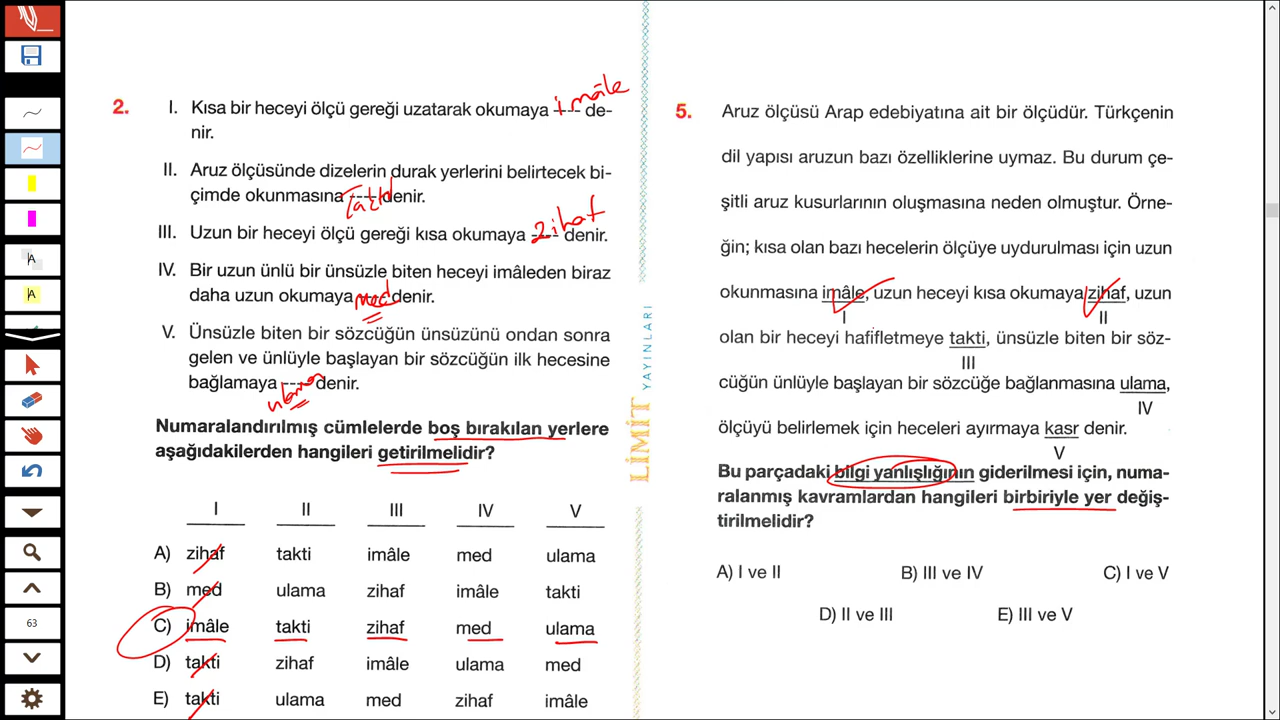 2.
I. Kısa bir heceyi ölçü gereği uzatarak okumaya ---- de-
imâle
nir.
II. Aruz ölçüsünde dizelerin durak yerlerini belirtecek bi-
çimde okunmasına ---- denir.
takti
III. Uzun bir heceyi ölçü gereği kısa okumaya ---- denir.
zihaf
IV. Bir uzun ünlü bir ünsüzle biten heceyi imâleden biraz
daha uzun okumaya ---- denir.
med
V. Ünsüzle biten bir sözcüğün ünsüzünü ondan sonra
gelen ve ünlüyle başlayan bir sözcüğün ilk hecesine
bağlamaya ---- denir.
ulama
Numaralandırılmış cümlelerde boş bırakılan yerlere
aşağıdakilerden hangileri getirilmelidir?
I II III IV V
A) zihaf takti imâle med ulama
B) med ulama zihaf imâle takti
C) imâle takti zihaf med ulama
D) takti zihaf imâle ulama med
E) takti ulama med zihaf imâle
LİMİT YAYINLARI
5. Aruz ölçüsü Arap edebiyatına ait bir ölçüdür. Türkçenin
dil yapısı aruzun bazı özelliklerine uymaz. Bu durum çe-
şitli aruz kusurlarının oluşmasına neden olmuştur. Örne-
ğin; kısa olan bazı hecelerin ölçüye uydurulması için uzun
okunmasına imâle, uzun heceyi kısa okumaya zihaf, uzun
I II
olan bir heceyi hafifletmeye takti, ünsüzle biten bir söz-
III
cüğün ünlüyle başlayan bir sözcüğe bağlanmasına ulama,
IV
ölçüyü belirlemek için heceleri ayırmaya kasr denir.
V
Bu parçadaki bilgi yanlışlığının giderilmesi için, numa-
ralanmış kavramlardan hangileri birbiriyle yer değiş-
tirilmelidir?
A) I ve II B) III ve IV C) I ve V
D) II ve III E) III ve V
A
A
63